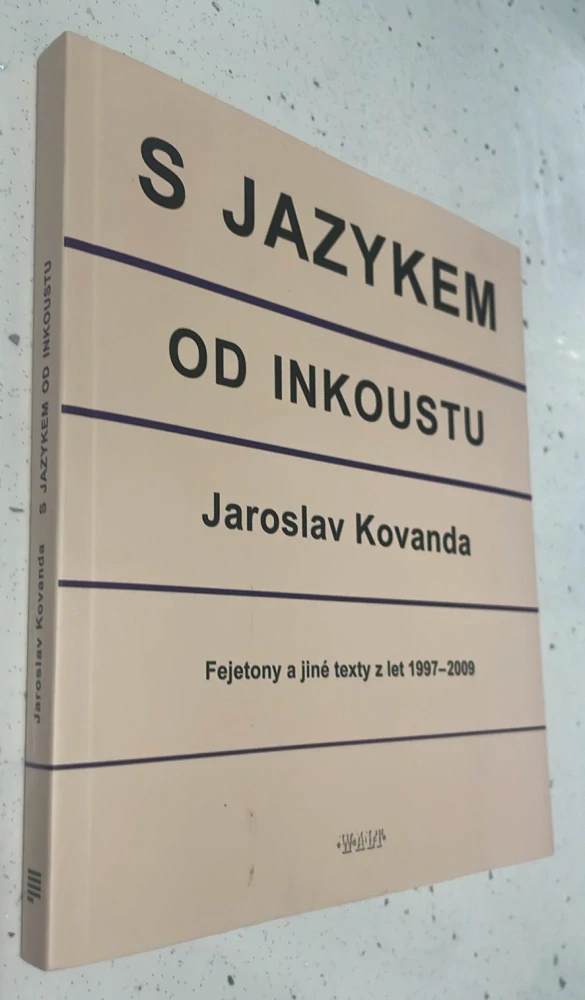 S JAZYKEM
OD INKOUSTU
Jaroslav Kovanda
Fejetony a jiné texty z let 1997–2009
Jaroslav Kovanda S JAZYKEM OD INKOUSTU